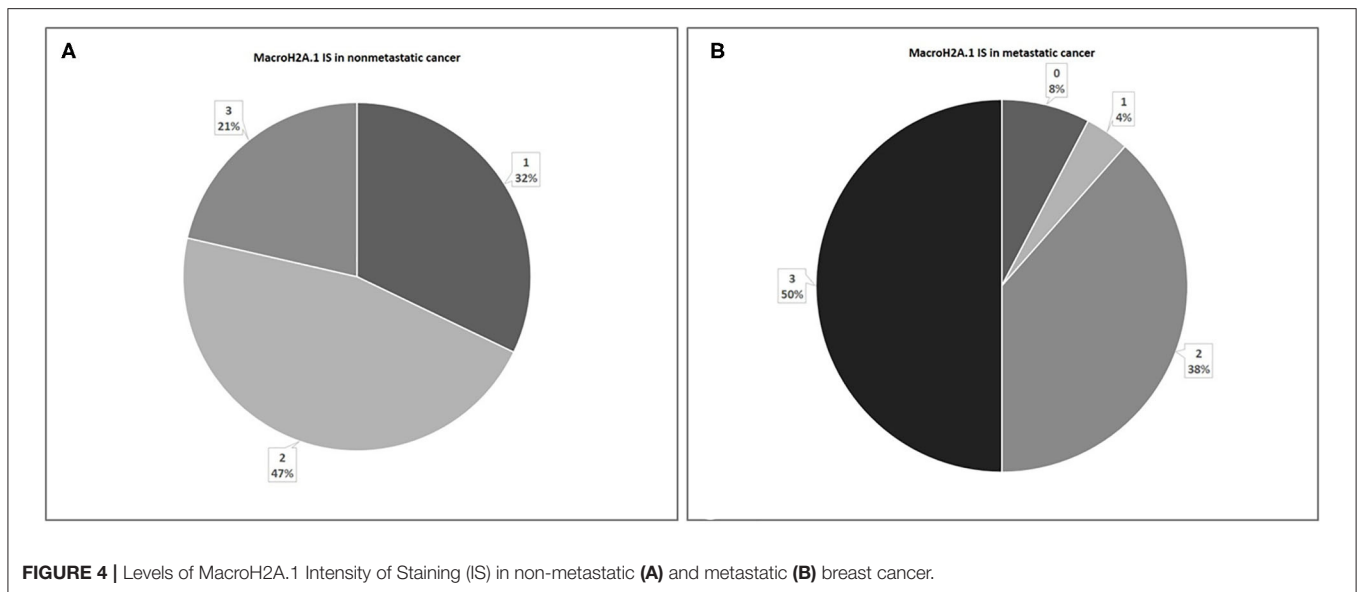 A
MacroH2A.1 IS in nonmetastatic cancer
3
21%
1
32%
2
47%
B
MacroH2A.1 IS in metastatic cancer
0
8%
1
4%
3
50%
2
38%
FIGURE 4 | Levels of MacroH2A.1 Intensity of Staining (IS) in non-metastatic (A) and metastatic (B) breast cancer.